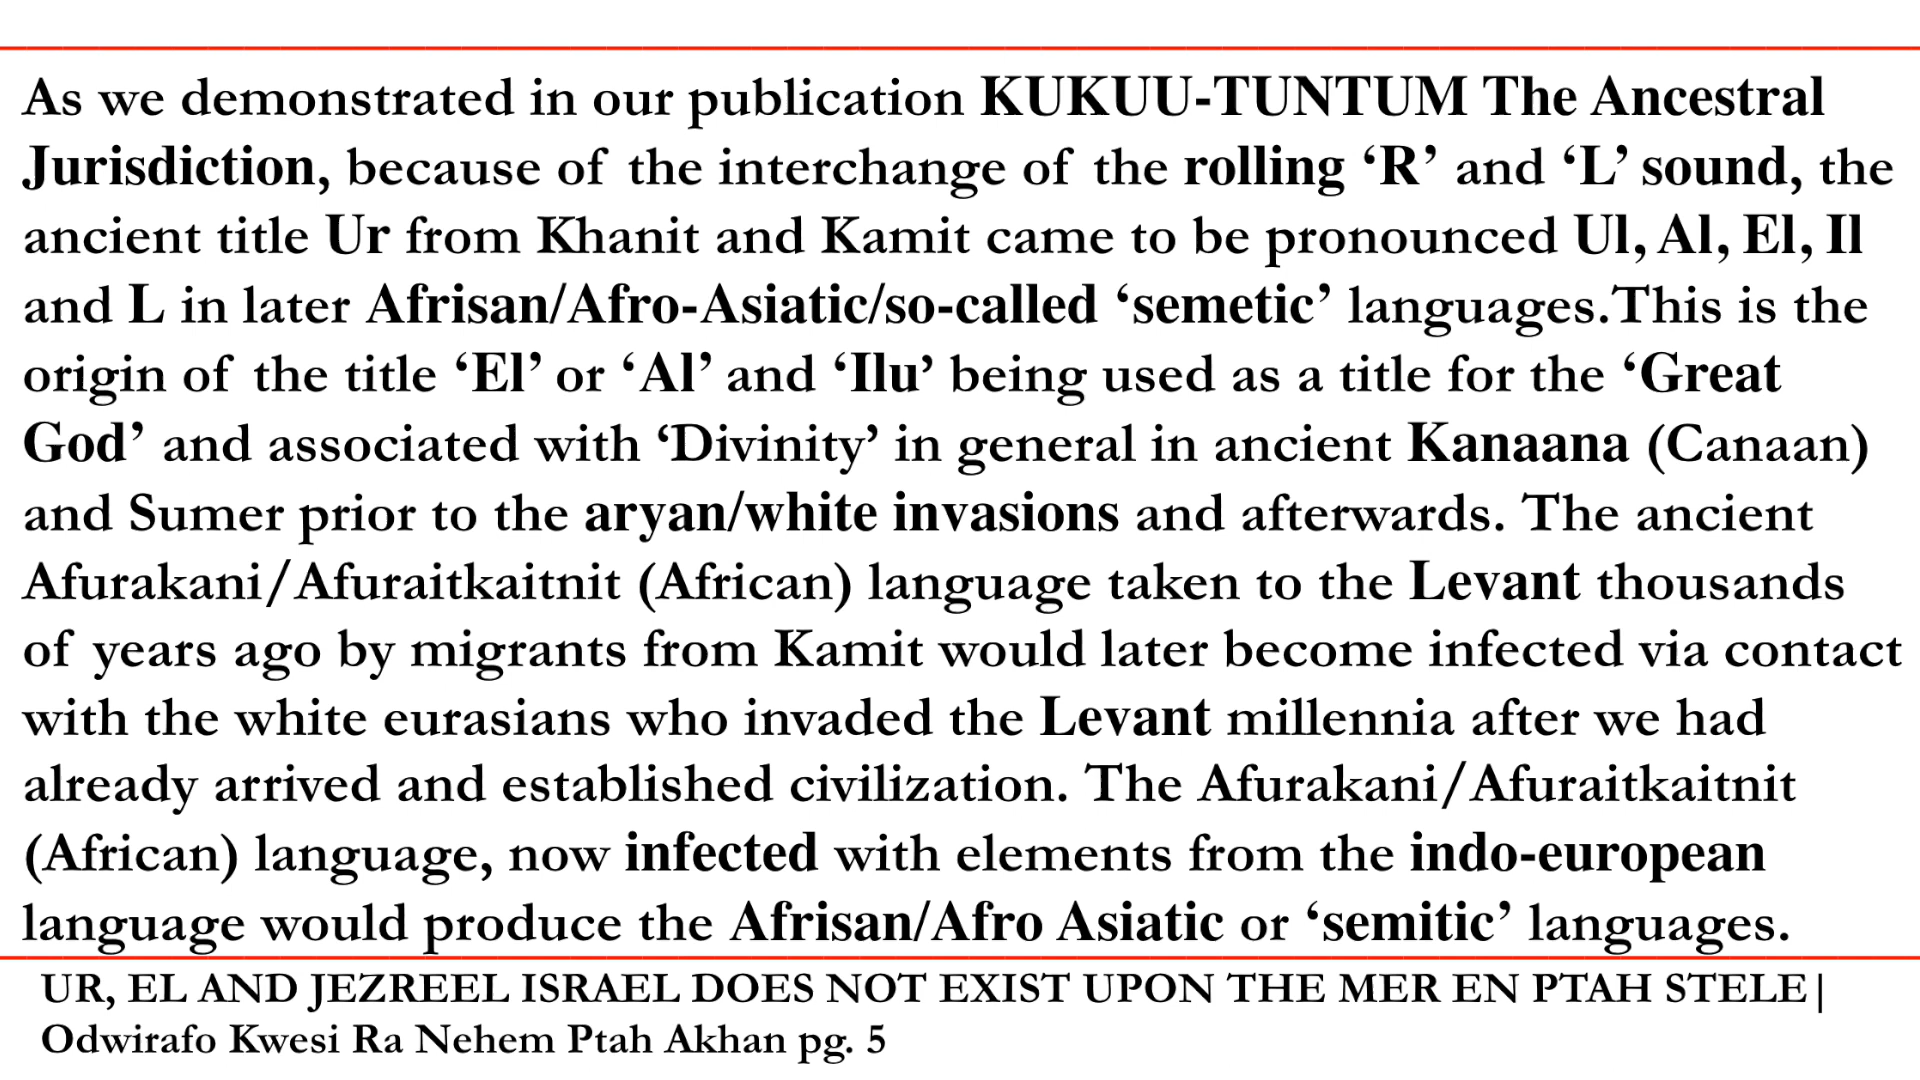 As we demonstrated in our publication KUKUU-TUNTUM The Ancestral
Jurisdiction, because of the interchange of the rolling ‘R’ and ‘L’ sound, the
ancient title Ur from Khanit and Kamit came to be pronounced Ul, Al, El, Il
and L in later Afrisan/Afro-Asiatic/so-called ‘semetic’ languages.This is the
origin of the title ‘El’ or ‘Al’ and ‘Ilu’ being used as a title for the ‘Great
God’ and associated with ‘Divinity’ in general in ancient Kanaana (Canaan)
and Sumer prior to the aryan/white invasions and afterwards. The ancient
Afurakani/Afuraitkaitnit (African) language taken to the Levant thousands
of years ago by migrants from Kamit would later become infected via contact
with the white eurasians who invaded the Levant millennia after we had
already arrived and established civilization. The Afurakani/Afuraitkaitnit
(African) language, now infected with elements from the indo-european
language would produce the Afrisan/Afro Asiatic or ‘semitic’ languages.
UR, EL AND JEZREEL ISRAEL DOES NOT EXIST UPON THE MER EN PTAH STELE|
Odwirafo Kwesi Ra Nehem Ptah Akhan pg. 5